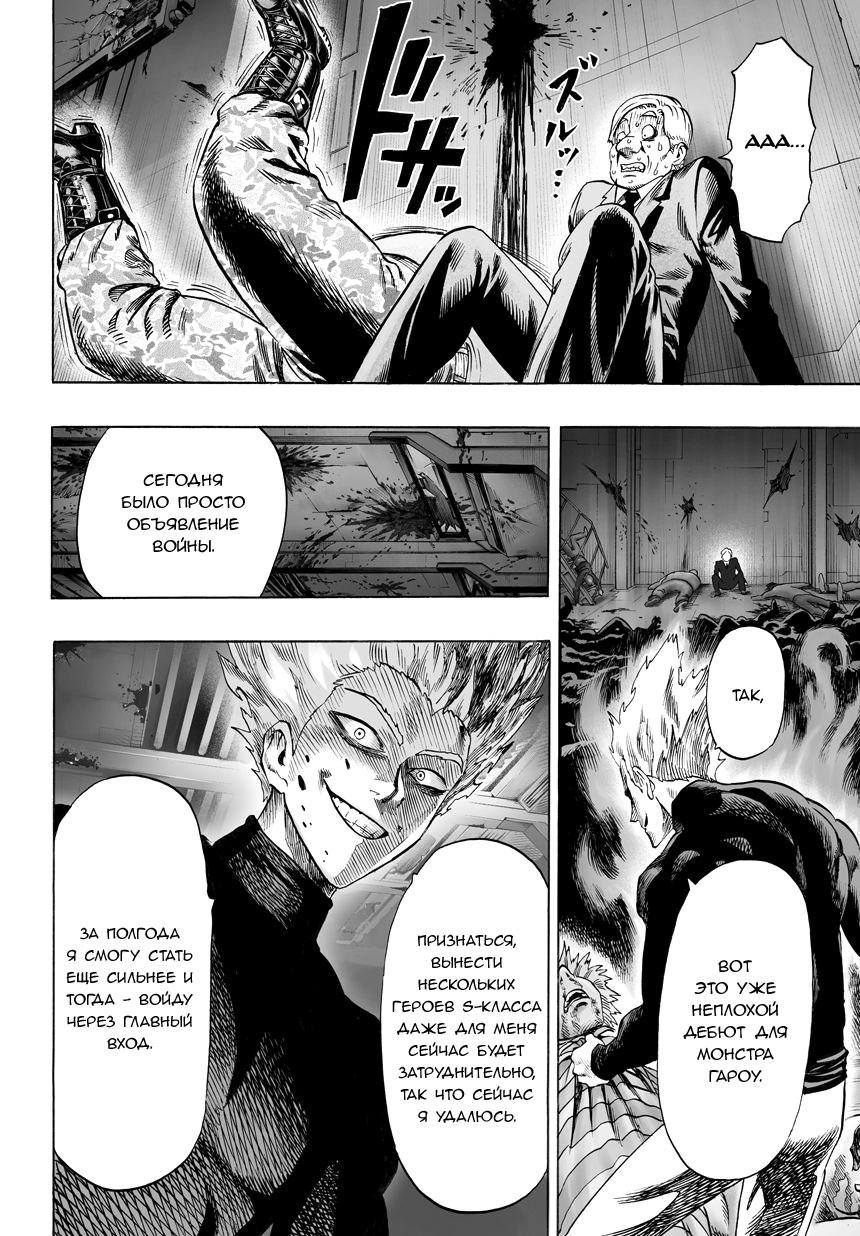 ААА...
ズルッ…
ドサッ
ТАК,
ВОТ
ЭТО УЖЕ
НЕПЛОХОЙ
ДЕБЮТ ДЛЯ
МОНСТРА
ГАРОУ.
СЕГОДНЯ
БЫЛО ПРОСТО
ОБЪЯВЛЕНИЕ
ВОЙНЫ.
ПРИЗНАТЬСЯ,
ВЫНЕСТИ
НЕСКОЛЬКИХ
ГЕРОЕВ S-КЛАССА
ДАЖЕ ДЛЯ МЕНЯ
СЕЙЧАС БУДЕТ
ЗАТРУДНИТЕЛЬНО,
ТАК ЧТО СЕЙЧАС
Я УДАЛЮСЬ.
ЗА ПОЛГОДА
Я СМОГУ СТАТЬ
ЕЩЕ СИЛЬНЕЕ И
ТОГДА - ВОЙДУ
ЧЕРЕЗ ГЛАВНЫЙ
ВХОД.